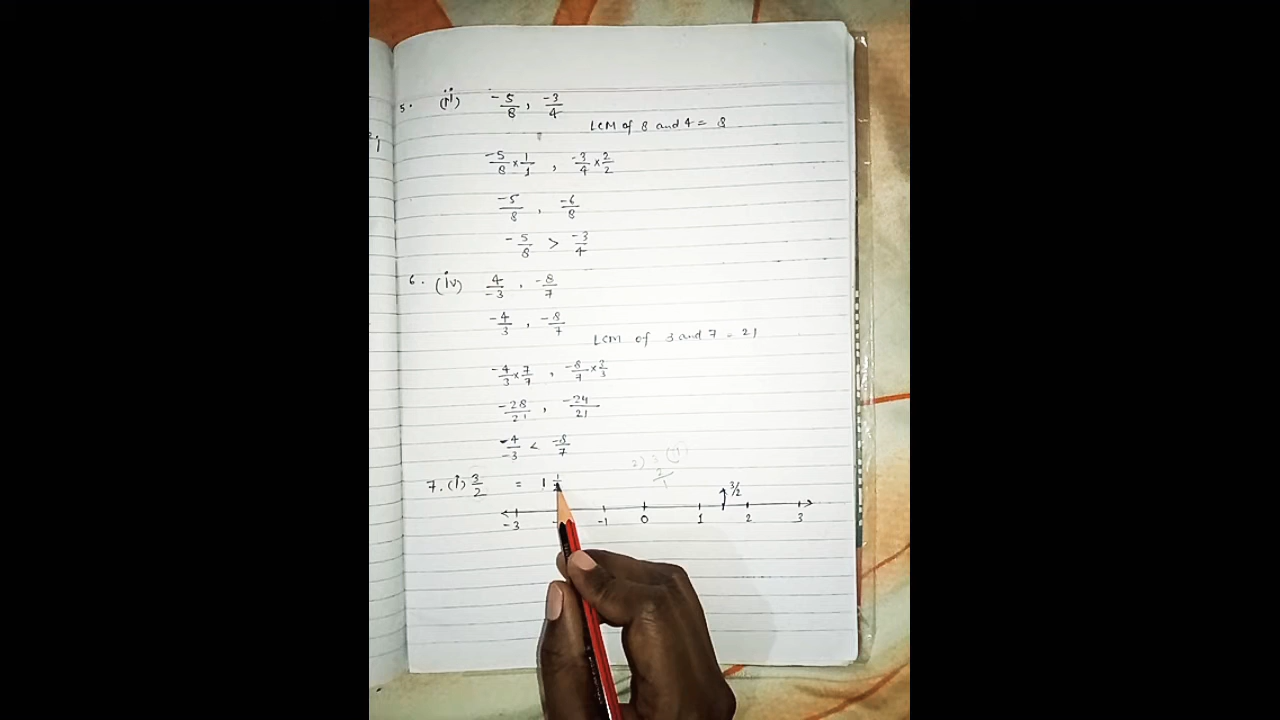 5. (ii) -5/8, -3/4
LCM of 8 and 4 = 8
-5/8 × 1/1, -3/4 × 2/2
-5/8, -6/8
-5/8 > -3/4
6. (iv) 4/-3, -8/7
-4/3, -8/7
LCM of 3 and 7 = 21
-4/3 × 7/7, -8/7 × 3/3
-28/21, -24/21
-4/-3 < -8/7
7. (i) 3/2 = 1 1/
3/2
-3 -1 0 1 2 3